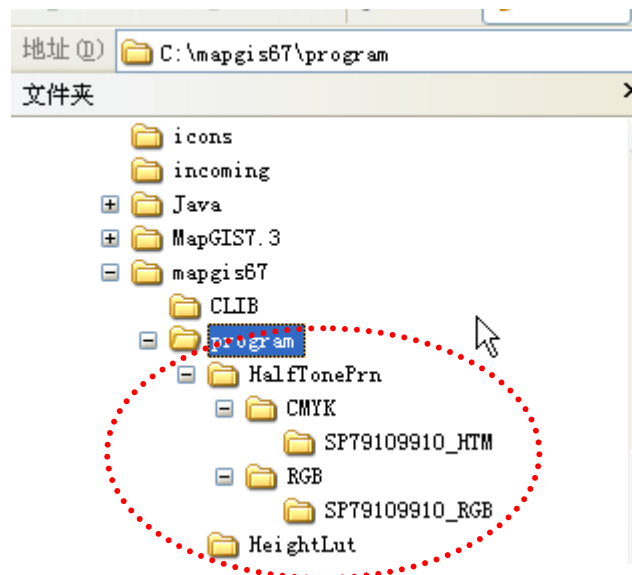 地址(D) C:\mapgis67\program
文件夹
icons
incoming
Java
MapGIS7.3
mapgis67
CLIB
program
HalfTonePrn
CMYK
SP79109910_HTM
RGB
SP79109910_RGB
HeightLut